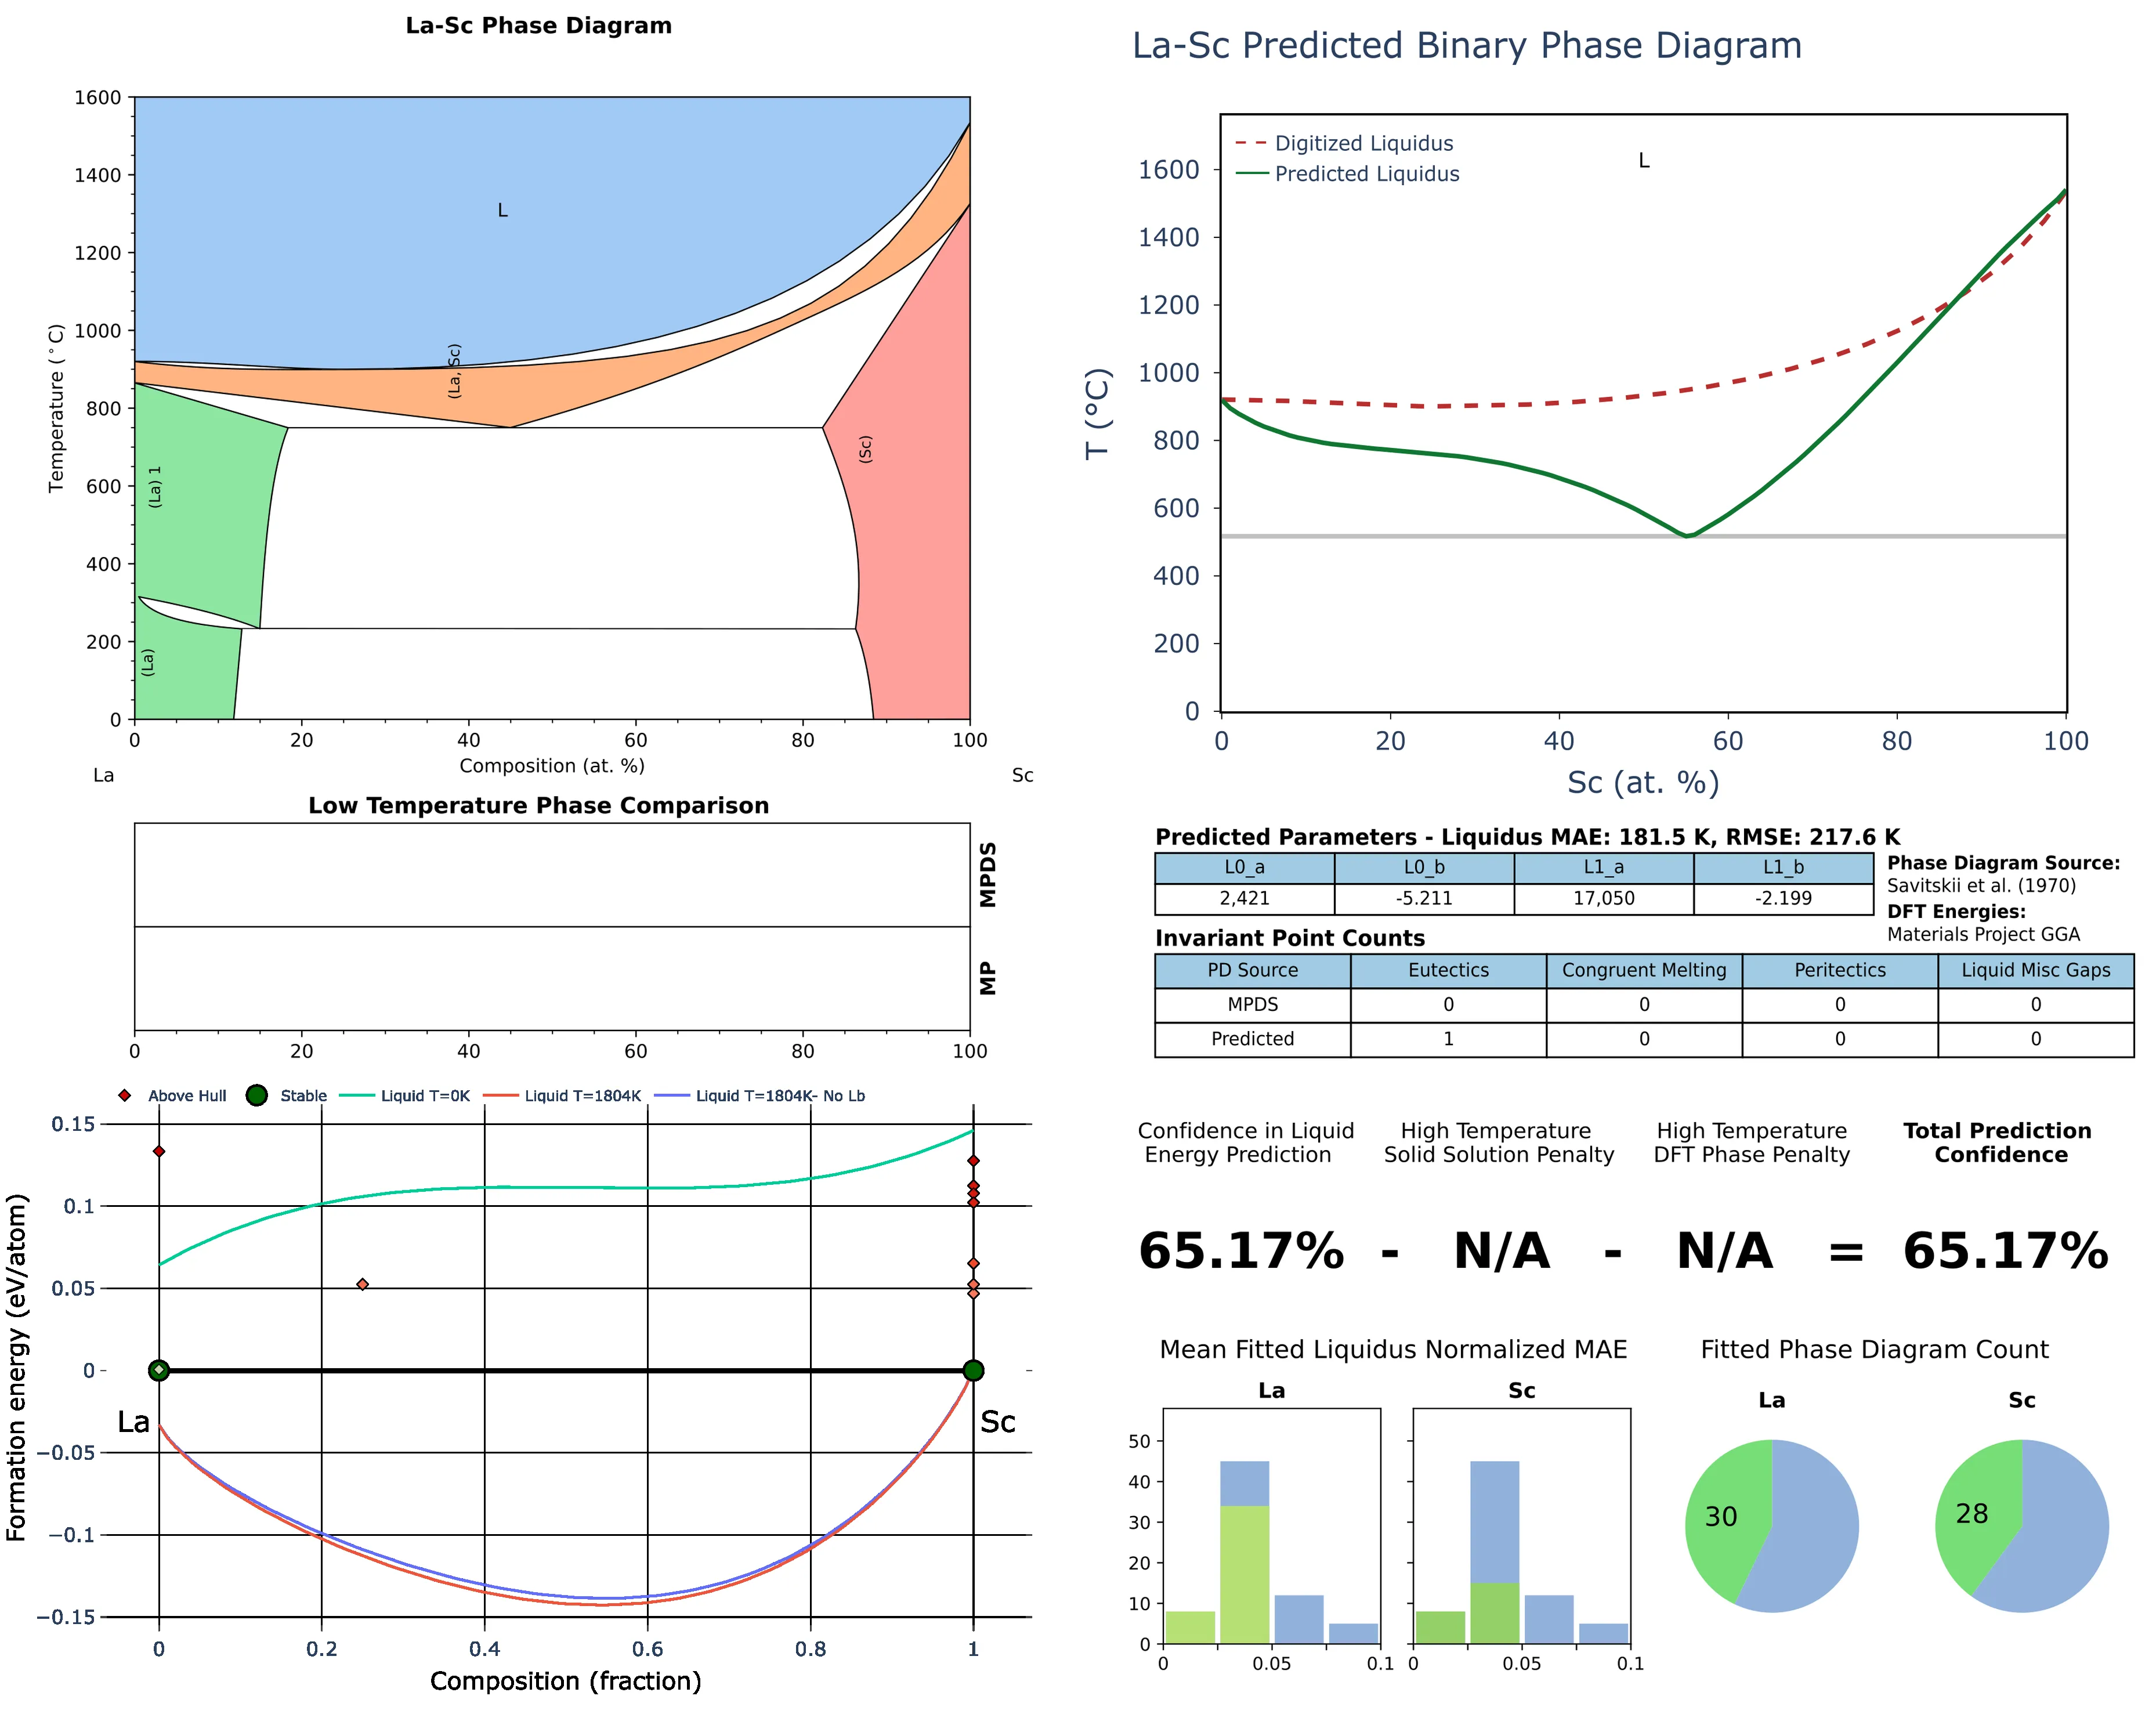 La-Sc Phase Diagram
1600
1400
1200
1000
800
600
400
200
0
Temperature (°C)
L
(La, Sc)
(La) 1
(La)
(Sc)
0 20 40 60 80 100
Composition (at. %)
La Sc
Low Temperature Phase Comparison
MPDS
MP
0 20 40 60 80 100
Above Hull Stable Liquid T=0K Liquid T=1804K Liquid T=1804K- No Lb
0.15
0.1
0.05
0
−0.05
−0.1
−0.15
Formation energy (eV/atom)
La Sc
0 0.2 0.4 0.6 0.8 1
Composition (fraction)
La-Sc Predicted Binary Phase Diagram
Digitized Liquidus
Predicted Liquidus
L
1600
1400
1200
1000
800
600
400
200
0
T (°C)
0 20 40 60 80 100
Sc (at. %)
Predicted Parameters - Liquidus MAE: 181.5 K, RMSE: 217.6 K
L0_a L0_b L1_a L1_b
2,421 -5.211 17,050 -2.199
Phase Diagram Source:
Savitskii et al. (1970)
DFT Energies:
Materials Project GGA
Invariant Point Counts
PD Source Eutectics Congruent Melting Peritectics Liquid Misc Gaps
MPDS 0 0 0 0
Predicted 1 0 0 0
Confidence in Liquid
Energy Prediction
High Temperature
Solid Solution Penalty
High Temperature
DFT Phase Penalty
Total Prediction
Confidence
65.17% - N/A - N/A = 65.17%
Mean Fitted Liquidus Normalized MAE
La Sc
50
40
30
20
10
0
0 0.05 0.1 0 0.05 0.1
Fitted Phase Diagram Count
La Sc
30 28